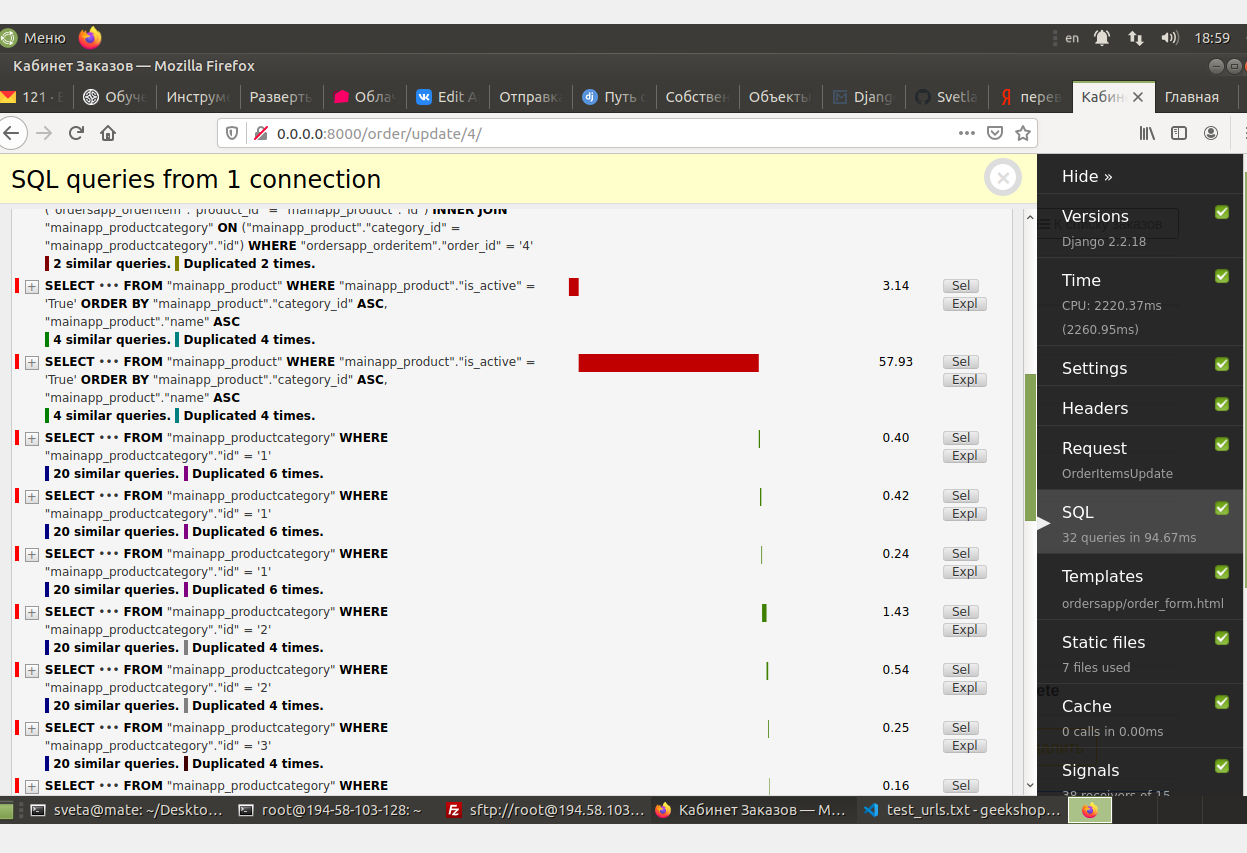 Меню
en
18:59
Кабинет Заказов — Mozilla Firefox
121 ·
Обуч
Инструм
Разверть
Обла
Edit A
Отправк
Путь с
Собствен
Объекты
Djang
Svetla
перев
Кабин
Главная
0.0.0.0:8000/order/update/4/
SQL queries from 1 connection
("ordersapp_orderitem"."product_id" = "mainapp_product"."id") INNER JOIN
"mainapp_productcategory" ON ("mainapp_product"."category_id" =
"mainapp_productcategory"."id") WHERE "ordersapp_orderitem"."order_id" = '4'
2 similar queries. Duplicated 2 times.
+ SELECT ••• FROM "mainapp_product" WHERE "mainapp_product"."is_active" = 3.14 Sel
'True' ORDER BY "mainapp_product"."category_id" ASC, Expl
"mainapp_product"."name" ASC
4 similar queries. Duplicated 4 times.
+ SELECT ••• FROM "mainapp_product" WHERE "mainapp_product"."is_active" = 57.93 Sel
'True' ORDER BY "mainapp_product"."category_id" ASC, Expl
"mainapp_product"."name" ASC
4 similar queries. Duplicated 4 times.
+ SELECT ••• FROM "mainapp_productcategory" WHERE 0.40 Sel
"mainapp_productcategory"."id" = '1' Expl
20 similar queries. Duplicated 6 times.
+ SELECT ••• FROM "mainapp_productcategory" WHERE 0.42 Sel
"mainapp_productcategory"."id" = '1' Expl
20 similar queries. Duplicated 6 times.
+ SELECT ••• FROM "mainapp_productcategory" WHERE 0.24 Sel
"mainapp_productcategory"."id" = '1' Expl
20 similar queries. Duplicated 6 times.
+ SELECT ••• FROM "mainapp_productcategory" WHERE 1.43 Sel
"mainapp_productcategory"."id" = '2' Expl
20 similar queries. Duplicated 4 times.
+ SELECT ••• FROM "mainapp_productcategory" WHERE 0.54 Sel
"mainapp_productcategory"."id" = '2' Expl
20 similar queries. Duplicated 4 times.
+ SELECT ••• FROM "mainapp_productcategory" WHERE 0.25 Sel
"mainapp_productcategory"."id" = '3' Expl
20 similar queries. Duplicated 4 times.
+ SELECT ••• FROM "mainapp_productcategory" WHERE 0.16 Sel
Hide »
Versions
Django 2.2.18
Time
CPU: 2220.37ms
(2260.95ms)
Settings
Headers
Request
OrderItemsUpdate
SQL
32 queries in 94.67ms
Templates
ordersapp/order_form.html
Static files
7 files used
Cache
0 calls in 0.00ms
Signals
38 receivers of 15
к списку заказов
sveta@mate: ~/Deskto...
root@194-58-103-128: ~
sftp://root@194.58.103...
Кабинет Заказов — M...
test_urls.txt - geekshop...